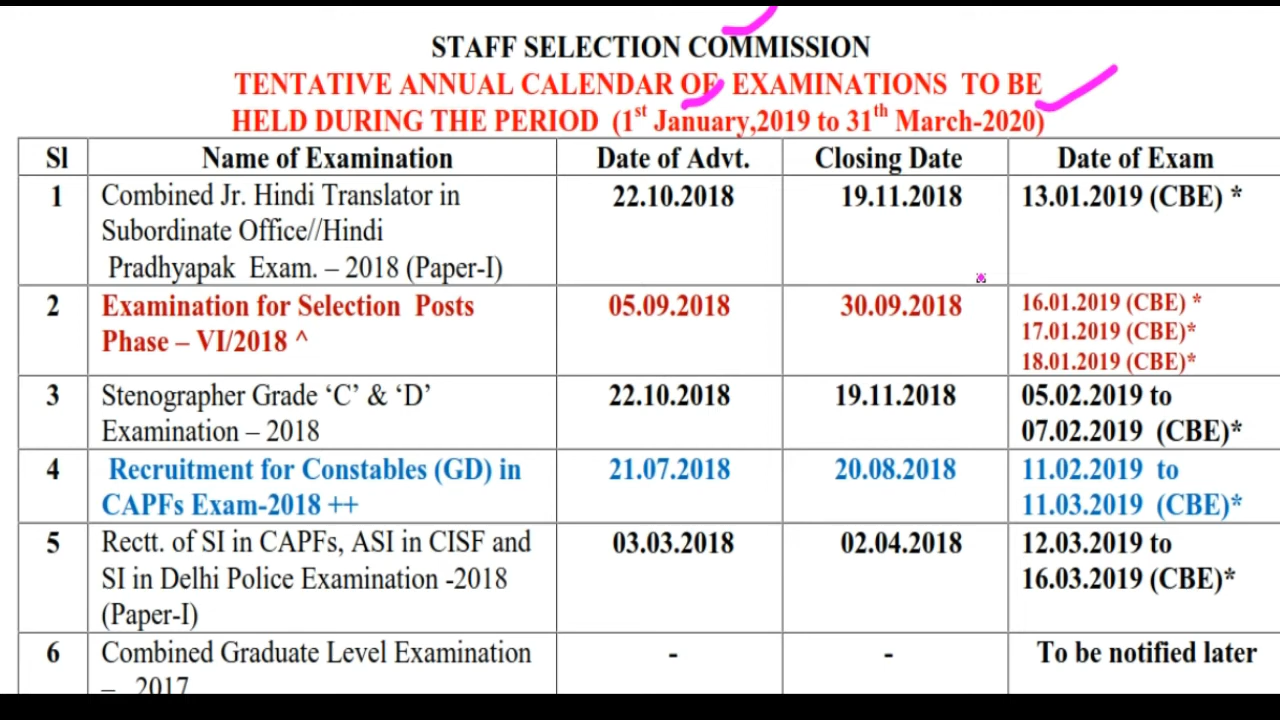 STAFF SELECTION COMMISSION
TENTATIVE ANNUAL CALENDAR OF EXAMINATIONS TO BE
HELD DURING THE PERIOD (1st January,2019 to 31th March-2020)
Sl Name of Examination Date of Advt. Closing Date Date of Exam
1 Combined Jr. Hindi Translator in 22.10.2018 19.11.2018 13.01.2019 (CBE) *
Subordinate Office//Hindi
Pradhyapak Exam. – 2018 (Paper-I)
2 Examination for Selection Posts 05.09.2018 30.09.2018 16.01.2019 (CBE) *
Phase – VI/2018 ^ 17.01.2019 (CBE)*
18.01.2019 (CBE)*
3 Stenographer Grade ‘C’ & ‘D’ 22.10.2018 19.11.2018 05.02.2019 to
Examination – 2018 07.02.2019 (CBE)*
4 Recruitment for Constables (GD) in 21.07.2018 20.08.2018 11.02.2019 to
CAPFs Exam-2018 ++ 11.03.2019 (CBE)*
5 Rectt. of SI in CAPFs, ASI in CISF and 03.03.2018 02.04.2018 12.03.2019 to
SI in Delhi Police Examination -2018 16.03.2019 (CBE)*
(Paper-I)
6 Combined Graduate Level Examination - - To be notified later
– 2017